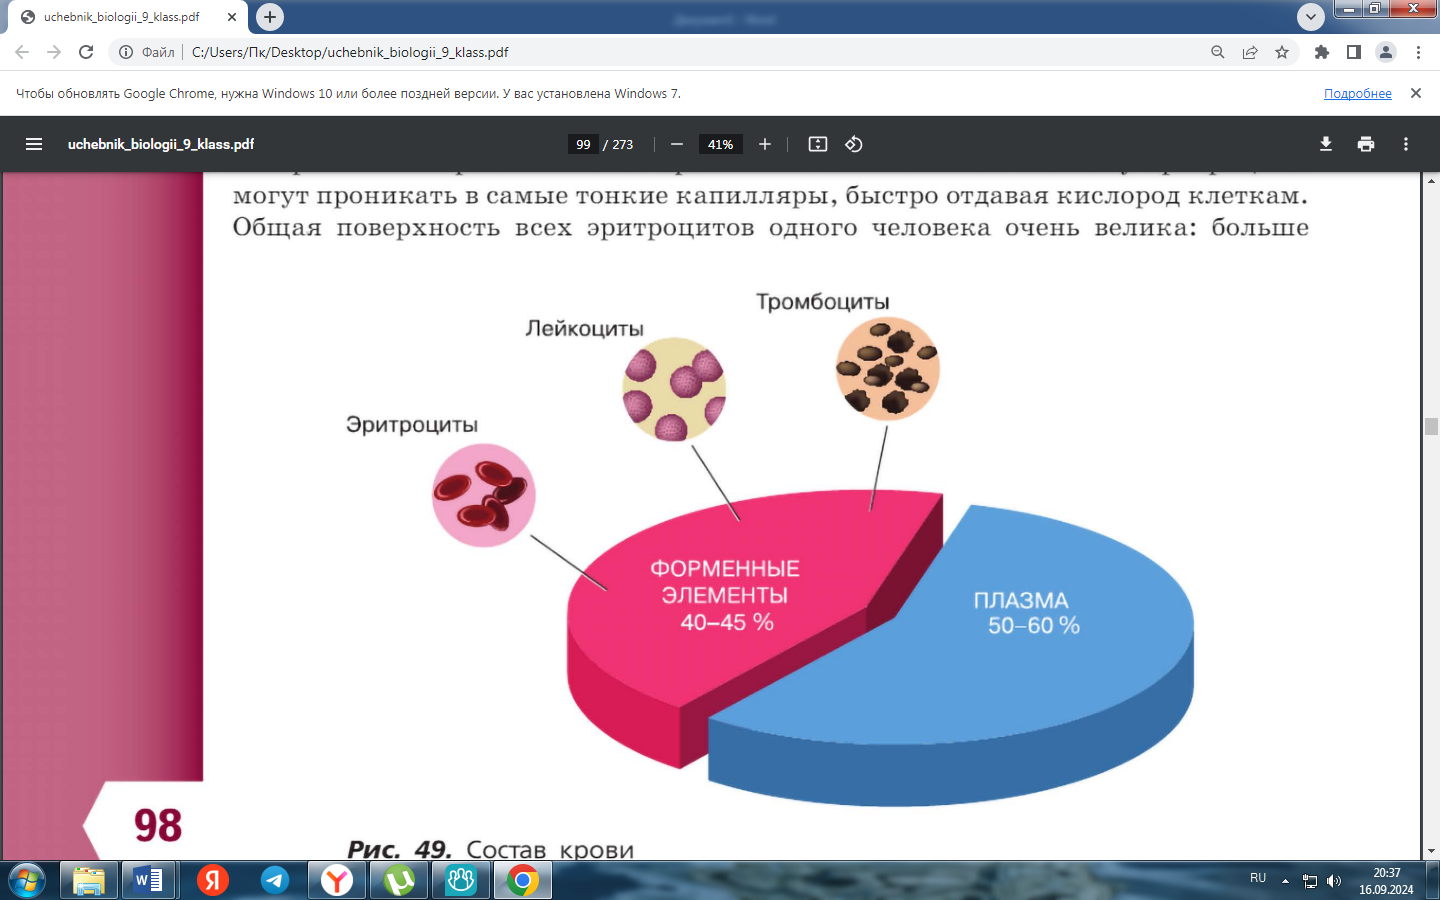 uchebnik_biologii_9_klass.pdf
Файл
C:/Users/Пк/Desktop/uchebnik_biologii_9_klass.pdf
Чтобы обновлять Google Chrome, нужна Windows 10 или более поздней версии. У вас установлена Windows 7.
Подробнее
uchebnik_biologii_9_klass.pdf
99 / 273
41%
могут проникать в самые тонкие капилляры, быстро отдавая кислород клеткам.
Общая поверхность всех эритроцитов одного человека очень велика: больше
Тромбоциты
Лейкоциты
Эритроциты
ФОРМЕННЫЕ
ЭЛЕМЕНТЫ
40–45 %
ПЛАЗМА
50–60 %
98
Рис. 49. Состав крови
RU
20:37
16.09.2024